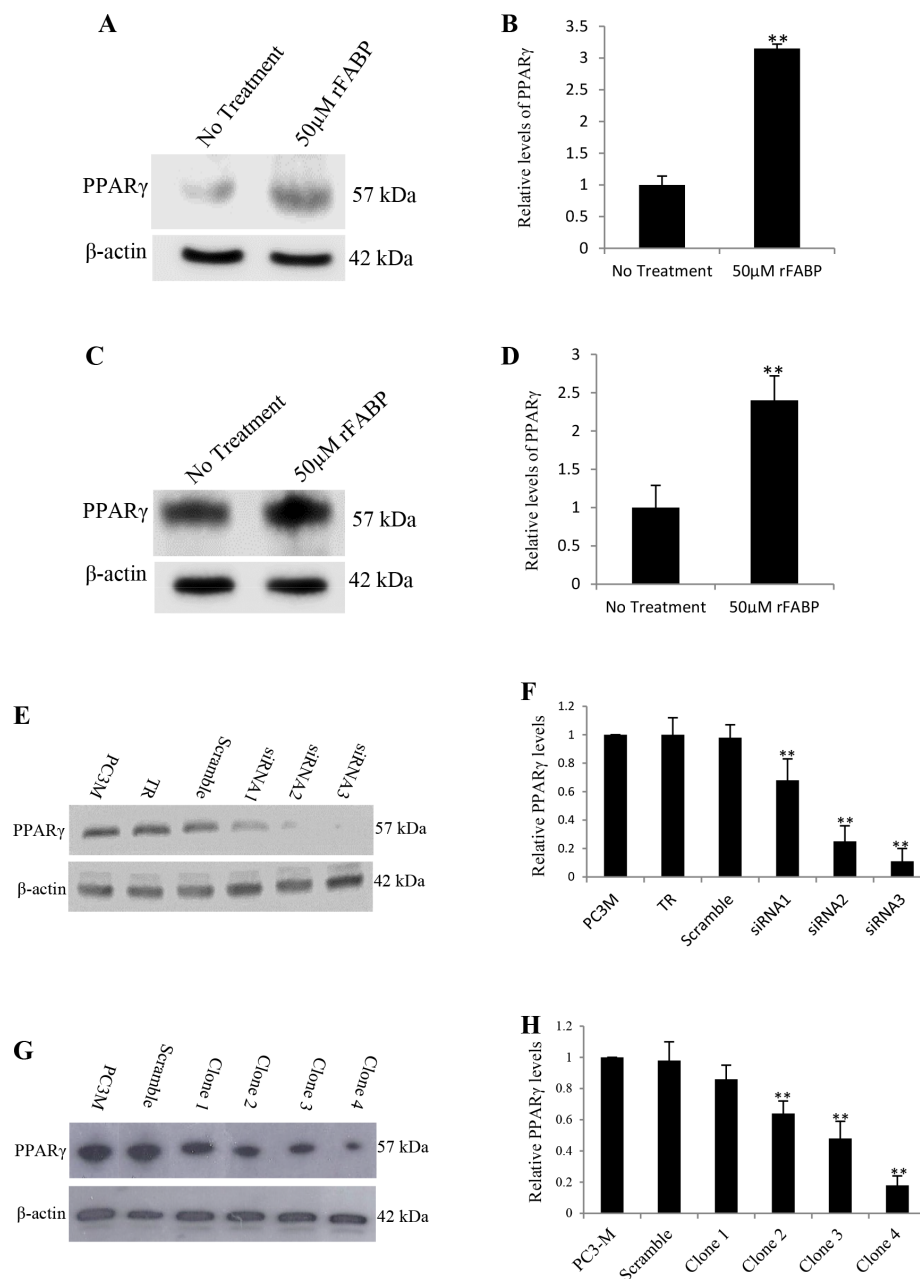 A
No Treatment
50μM rFABP
PPARγ
57 kDa
β-actin
42 kDa
B
Relative levels of PPARγ
3.5
3
2.5
2
1.5
1
0.5
0
**
No Treatment
50μM rFABP
C
No Treatment
50μM rFABP
PPARγ
57 kDa
β-actin
42 kDa
D
Relative levels of PPARγ
3
2.5
2
1.5
1
0.5
0
**
No Treatment
50μM rFABP
E
PC3M
TR
Scramble
siRNA1
siRNA2
siRNA3
PPARγ
57 kDa
β-actin
42 kDa
F
Relative PPARγ levels
1.2
1
0.8
0.6
0.4
0.2
0
**
**
**
PC3M
TR
Scramble
siRNA1
siRNA2
siRNA3
G
PC3M
Scramble
Clone 1
Clone 2
Clone 3
Clone 4
PPARγ
57 kDa
β-actin
42 kDa
H
Relative PPARγ levels
1.2
1
0.8
0.6
0.4
0.2
0
**
**
**
PC3-M
Scramble
Clone 1
Clone 2
Clone 3
Clone 4